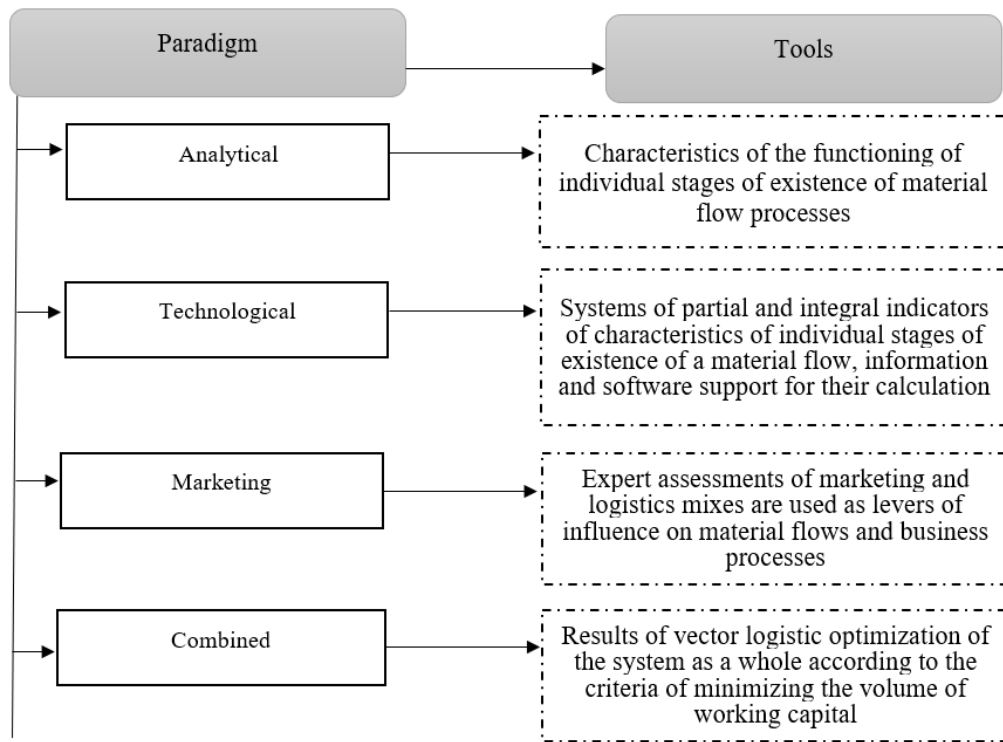 Paradigm
Tools
Analytical
Characteristics of the functioning of
individual stages of existence of material
flow processes
Technological
Systems of partial and integral indicators
of characteristics of individual stages of
existence of a material flow, information
and software support for their calculation
Marketing
Expert assessments of marketing and
logistics mixes are used as levers of
influence on material flows and business
processes
Combined
Results of vector logistic optimization of
the system as a whole according to the
criteria of minimizing the volume of
working capital